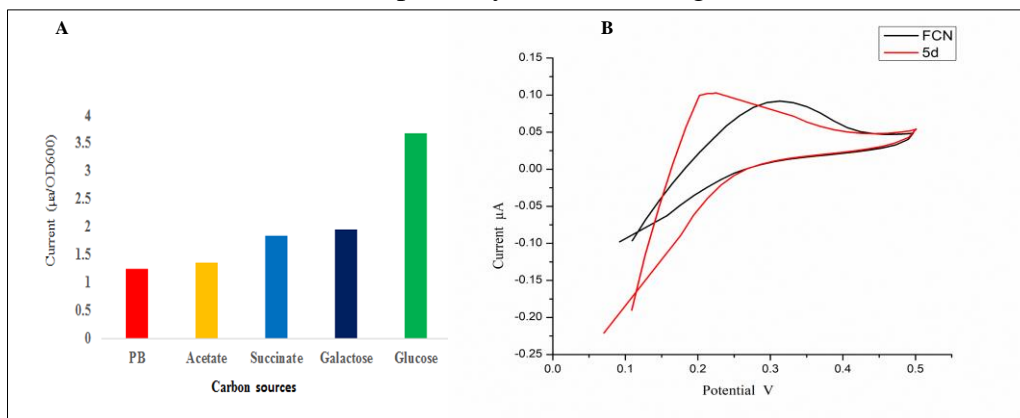 A
Current (µa/OD600)
4
3.5
3
2.5
2
1.5
1
0.5
0
PB Acetate Succinate Galactose Glucose
Carbon sources
B
FCN
5d
Current µA
0.15
0.10
0.05
0.00
-0.05
-0.10
-0.15
-0.20
-0.25
0.0 0.1 0.2 0.3 0.4 0.5
Potential V